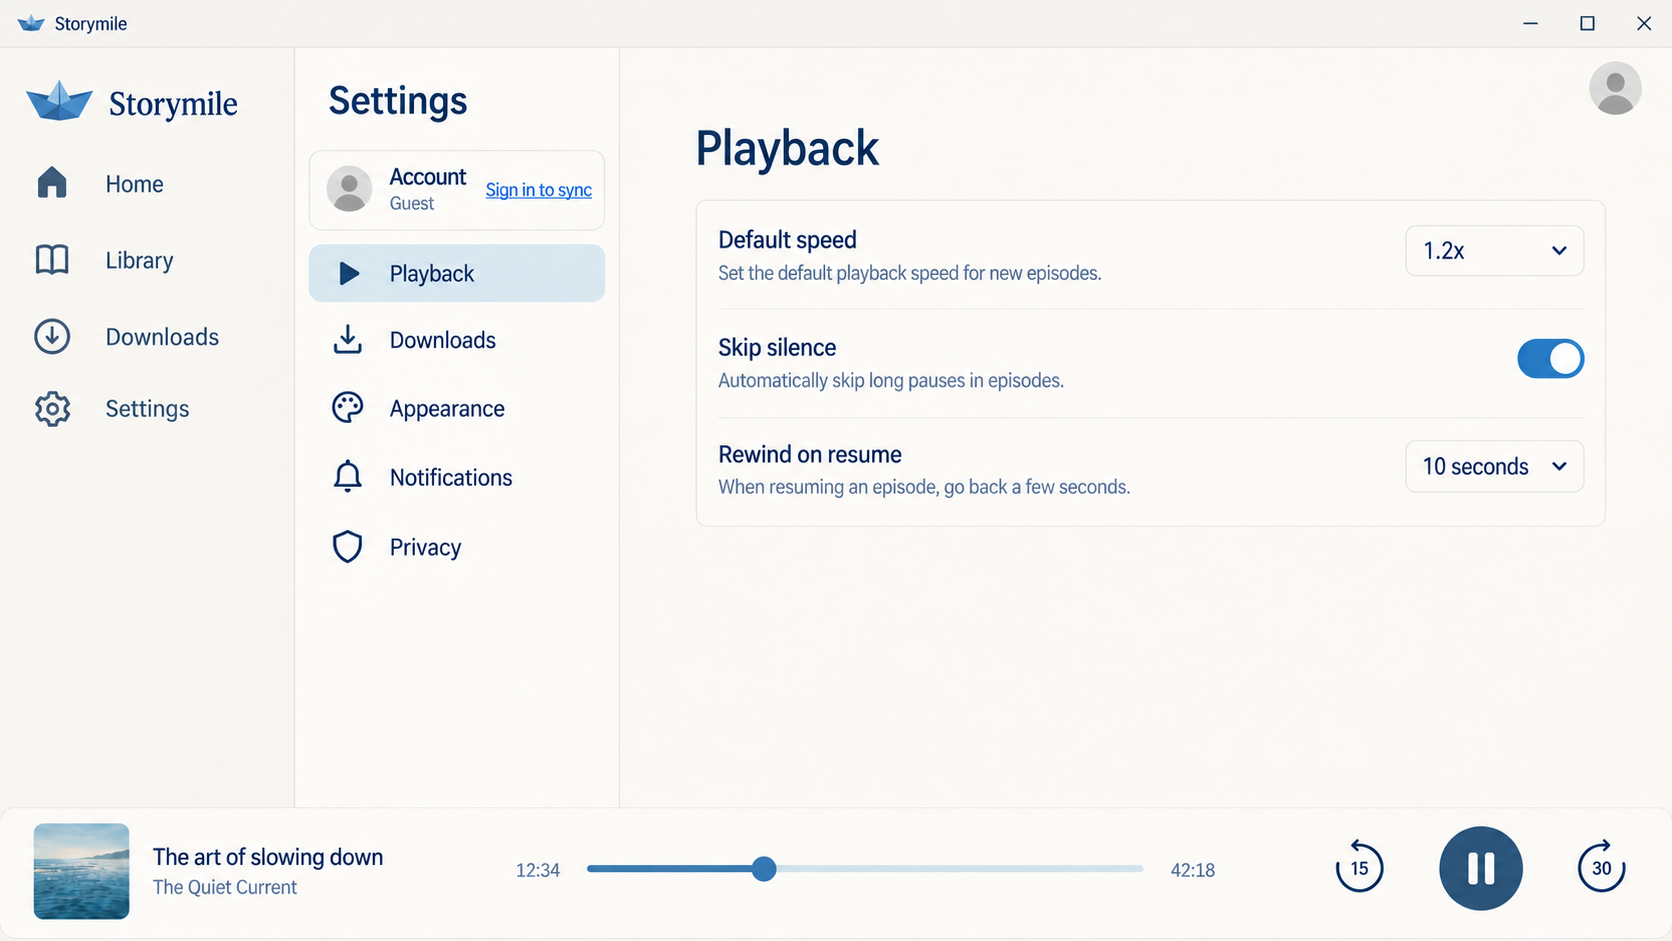 Storymile
Storymile
Home
Library
Downloads
Settings
Settings
Account
Guest
Sign in to sync
Playback
Downloads
Appearance
Notifications
Privacy
Playback
Default speed
Set the default playback speed for new episodes.
1.2x
Skip silence
Automatically skip long pauses in episodes.
Rewind on resume
When resuming an episode, go back a few seconds.
10 seconds
The art of slowing down
The Quiet Current
12:34
42:18
15
30